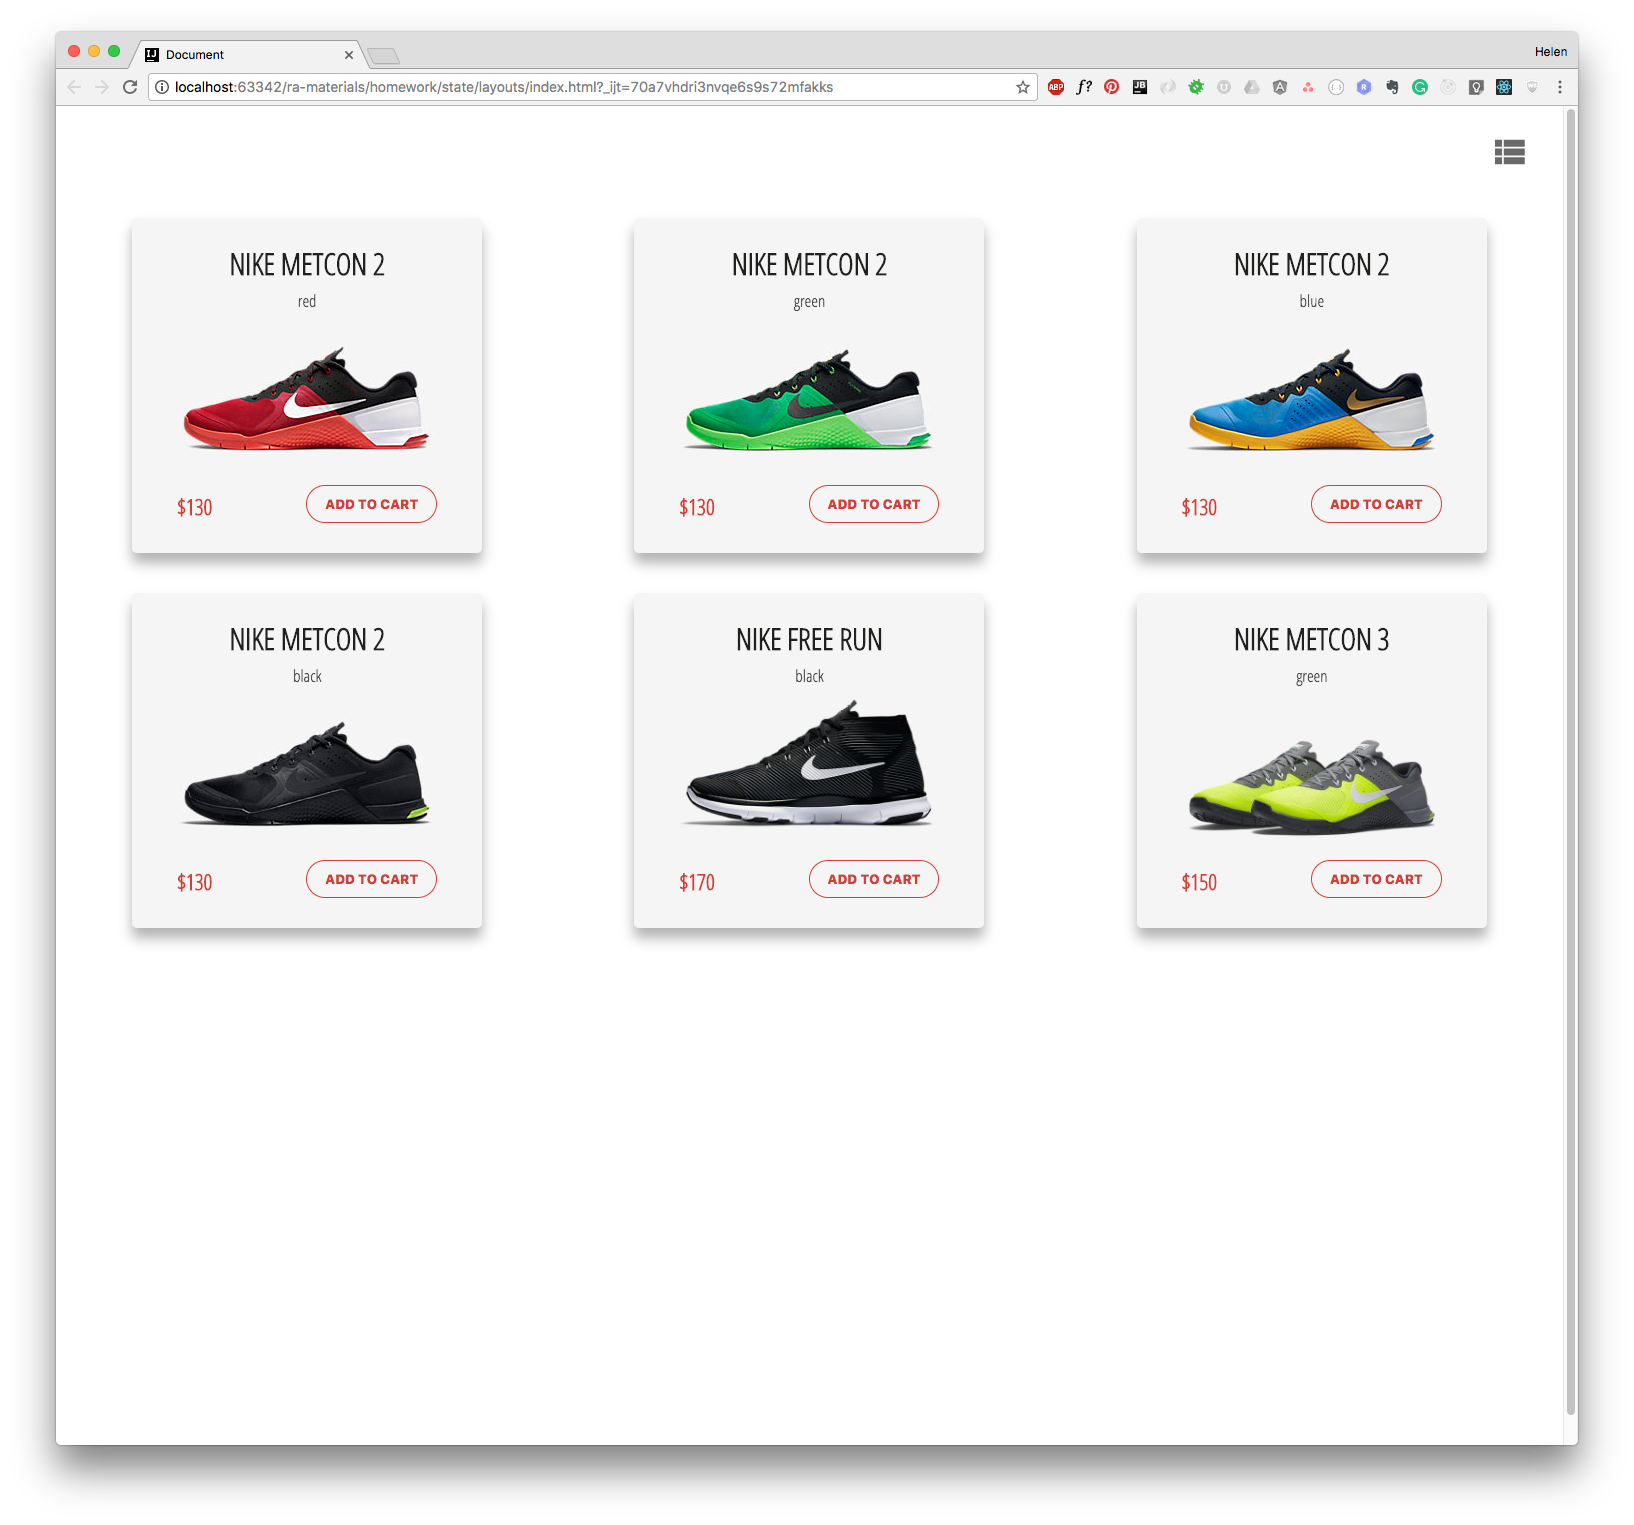 Document
Helen
localhost:63342/ra-materials/homework/state/layouts/index.html?_ijt=70a7vhdri3nvqe6s9s72mfakks
NIKE METCON 2
red
$130
ADD TO CART
NIKE METCON 2
green
$130
ADD TO CART
NIKE METCON 2
blue
$130
ADD TO CART
NIKE METCON 2
black
$130
ADD TO CART
NIKE FREE RUN
black
$170
ADD TO CART
NIKE METCON 3
green
$150
ADD TO CART